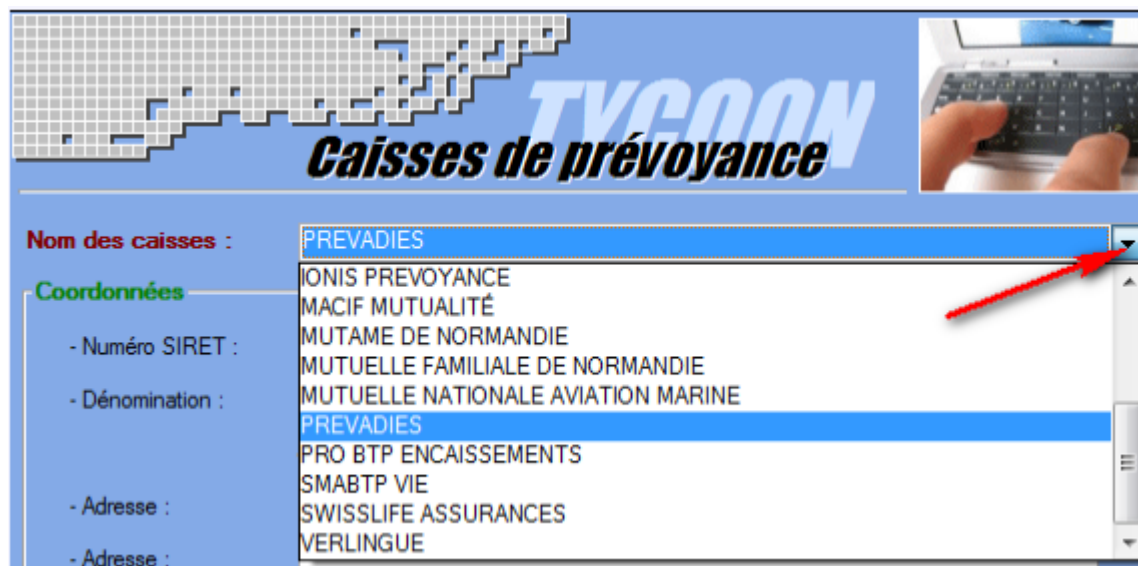 TYCOON
Caisses de prévoyance
Nom des caisses :
PREVADIES
IONIS PREVOYANCE
Coordonnées
MACIF MUTUALITÉ
- Numéro SIRET :
MUTAME DE NORMANDIE
MUTUELLE FAMILIALE DE NORMANDIE
- Dénomination :
MUTUELLE NATIONALE AVIATION MARINE
PREVADIES
PRO BTP ENCAISSEMENTS
SMABTP VIE
- Adresse :
SWISSLIFE ASSURANCES
VERLINGUE
- Adresse :